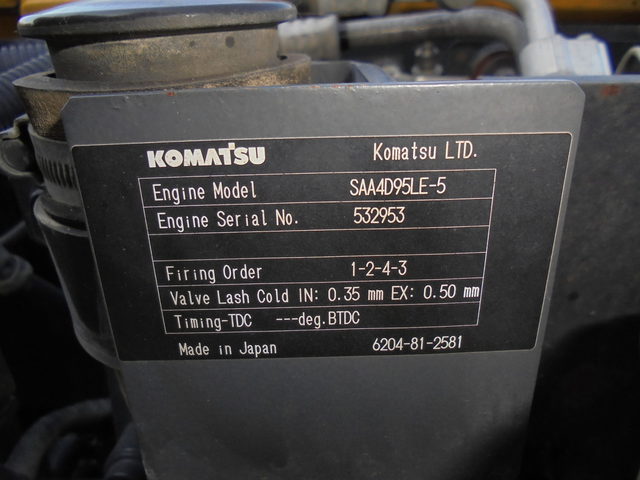 KOMATSU Komatsu LTD.
Engine Model SAA4D95LE-5
Engine Serial No. 532953
Firing Order 1-2-4-3
Valve Lash Cold IN: 0.35 mm EX: 0.50 mm
Timing-TDC ---deg.BTDC
Made in Japan 6204-81-2581